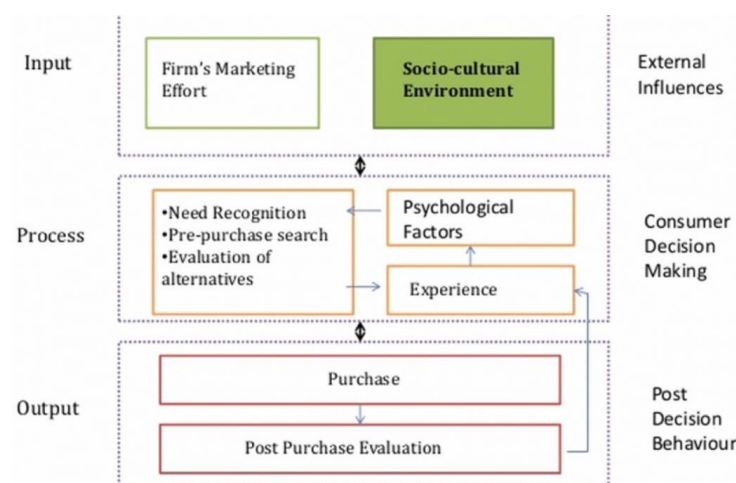 Input
Firm's Marketing
Effort
Socio-cultural
Environment
External
Influences
Process
•Need Recognition
•Pre-purchase search
•Evaluation of
alternatives
Psychological
Factors
Experience
Consumer
Decision
Making
Output
Purchase
Post Purchase Evaluation
Post
Decision
Behaviour